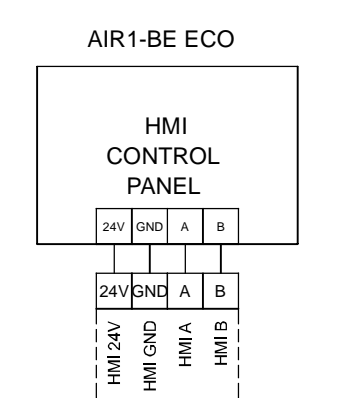 AIR1-BE ECO
HMI
CONTROL
PANEL
24V GND A B
24V GND A B
HMI 24V
HMI GND
HMI A
HMI B